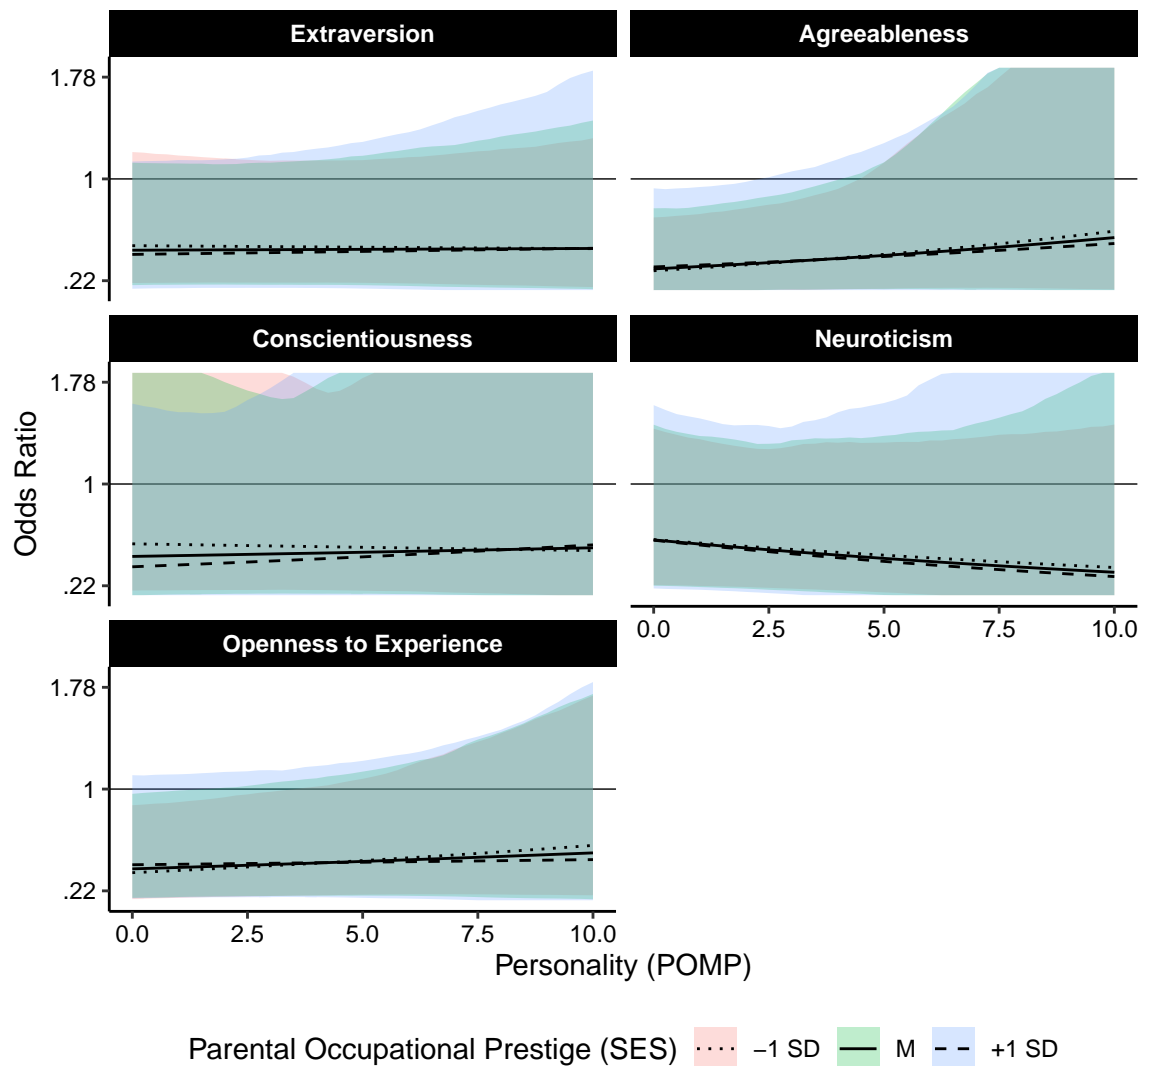 Extraversion
Agreeableness
1.78
1
.22
Conscientiousness
Neuroticism
1.78
1
.22
0.0 2.5 5.0 7.5 10.0
Openness to Experience
1.78
1
.22
0.0 2.5 5.0 7.5 10.0
Odds Ratio
Personality (POMP)
Parental Occupational Prestige (SES) −1 SD M +1 SD